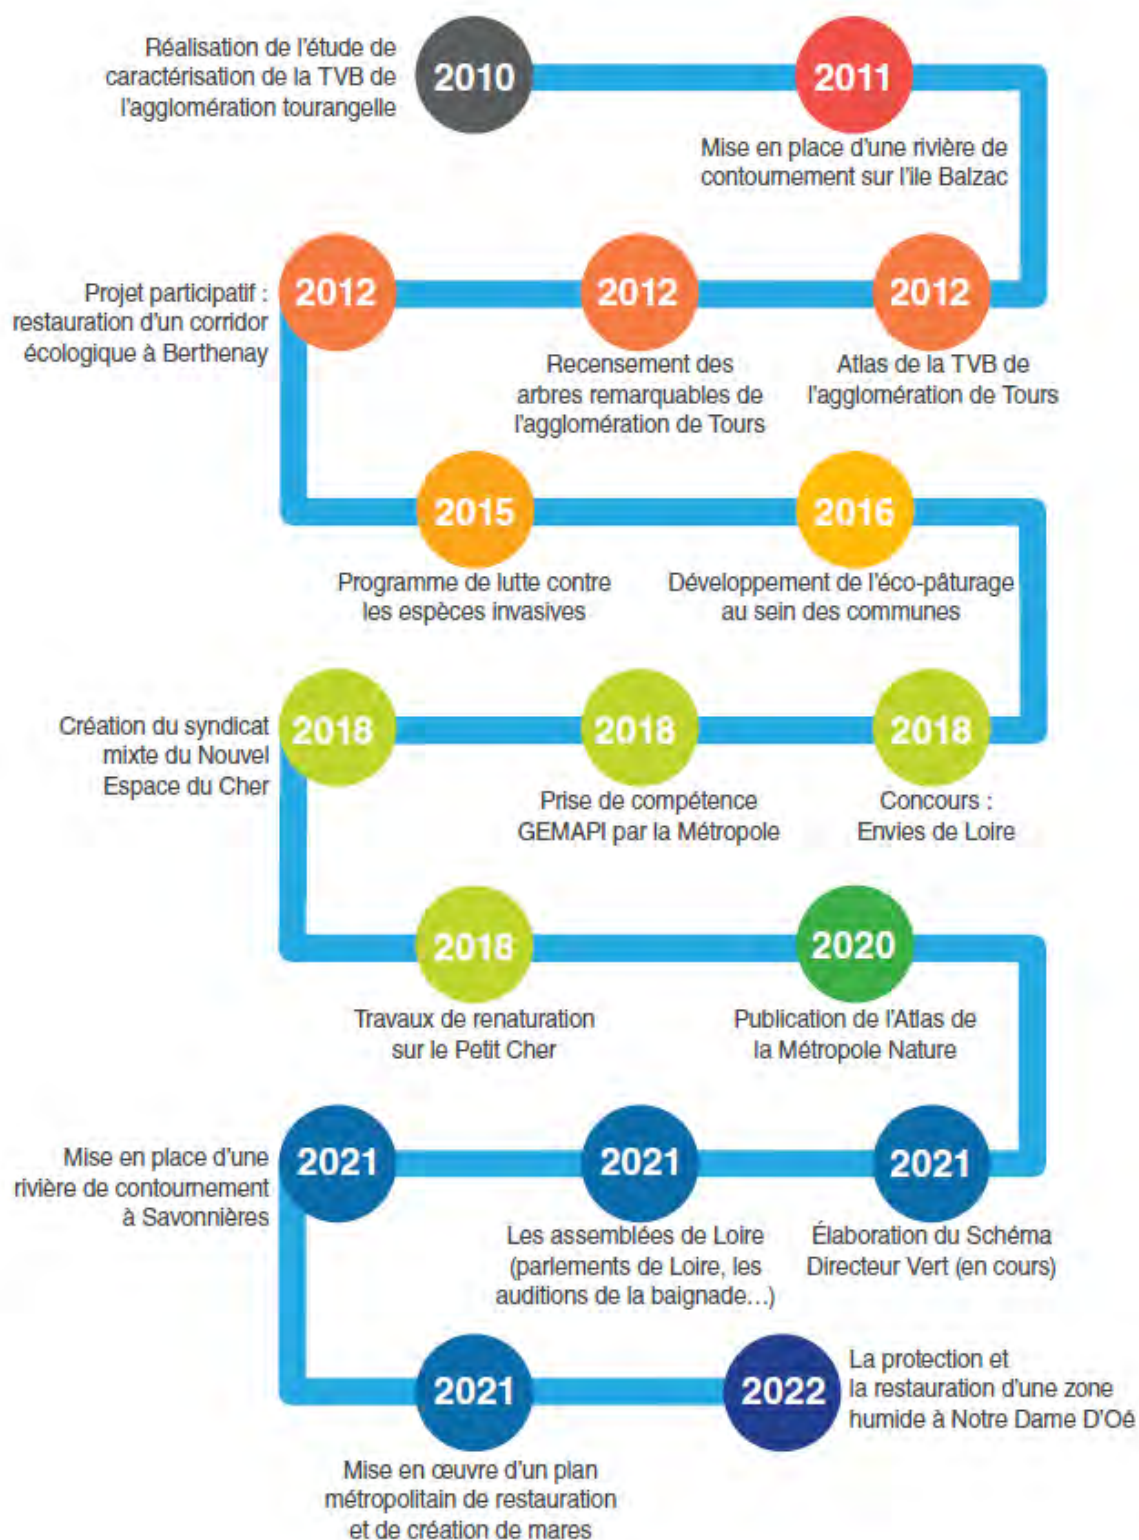 Réalisation de l'étude de
caractérisation de la TVB de
l'agglomération tourangelle
2010
2011
Mise en place d'une rivière de
contournement sur l'ile Balzac
2012
Atlas de la TVB de
l'agglomération de Tours
2012
Recensement des
arbres remarquables de
l'agglomération de Tours
2012
Projet participatif :
restauration d'un corridor
écologique à Berthenay
2015
Programme de lutte contre
les espèces invasives
2016
Développement de l'éco-pâturage
au sein des communes
2018
Concours :
Envies de Loire
2018
Prise de compétence
GEMAPI par la Métropole
2018
Création du syndicat
mixte du Nouvel
Espace du Cher
2018
Travaux de renaturation
sur le Petit Cher
2020
Publication de l'Atlas de
la Métropole Nature
2021
Élaboration du Schéma
Directeur Vert (en cours)
2021
Les assemblées de Loire
(parlements de Loire, les
auditions de la baignade…)
2021
Mise en place d'une
rivière de contournement
à Savonnières
2021
Mise en œuvre d'un plan
métropolitain de restauration
et de création de mares
2022
La protection et
la restauration d'une zone
humide à Notre Dame D'Oé